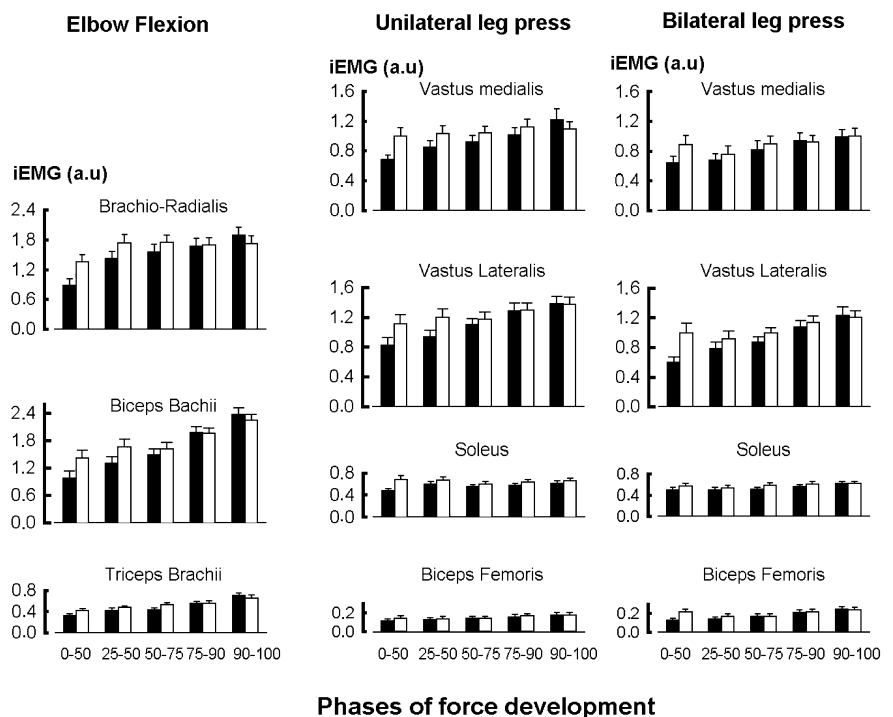 Elbow Flexion
iEMG (a.u)
Brachio-Radialis
2.4
1.8
1.2
0.6
0.0
Biceps Bachii
2.4
1.8
1.2
0.6
0.0
Triceps Brachii
0.8
0.4
0.0
0-50 25-50 50-75 75-90 90-100
Unilateral leg press
iEMG (a.u)
Vastus medialis
1.6
1.2
0.8
0.4
0.0
Vastus Lateralis
1.6
1.2
0.8
0.4
0.0
Soleus
0.8
0.4
0.0
Biceps Femoris
0.2
0.0
0-50 25-50 50-75 75-90 90-100
Bilateral leg press
iEMG (a.u)
Vastus medialis
1.6
1.2
0.8
0.4
0.0
Vastus Lateralis
1.6
1.2
0.8
0.4
0.0
Soleus
0.8
0.4
0.0
Biceps Femoris
0.2
0.0
0-50 25-50 50-75 75-90 90-100
Phases of force development